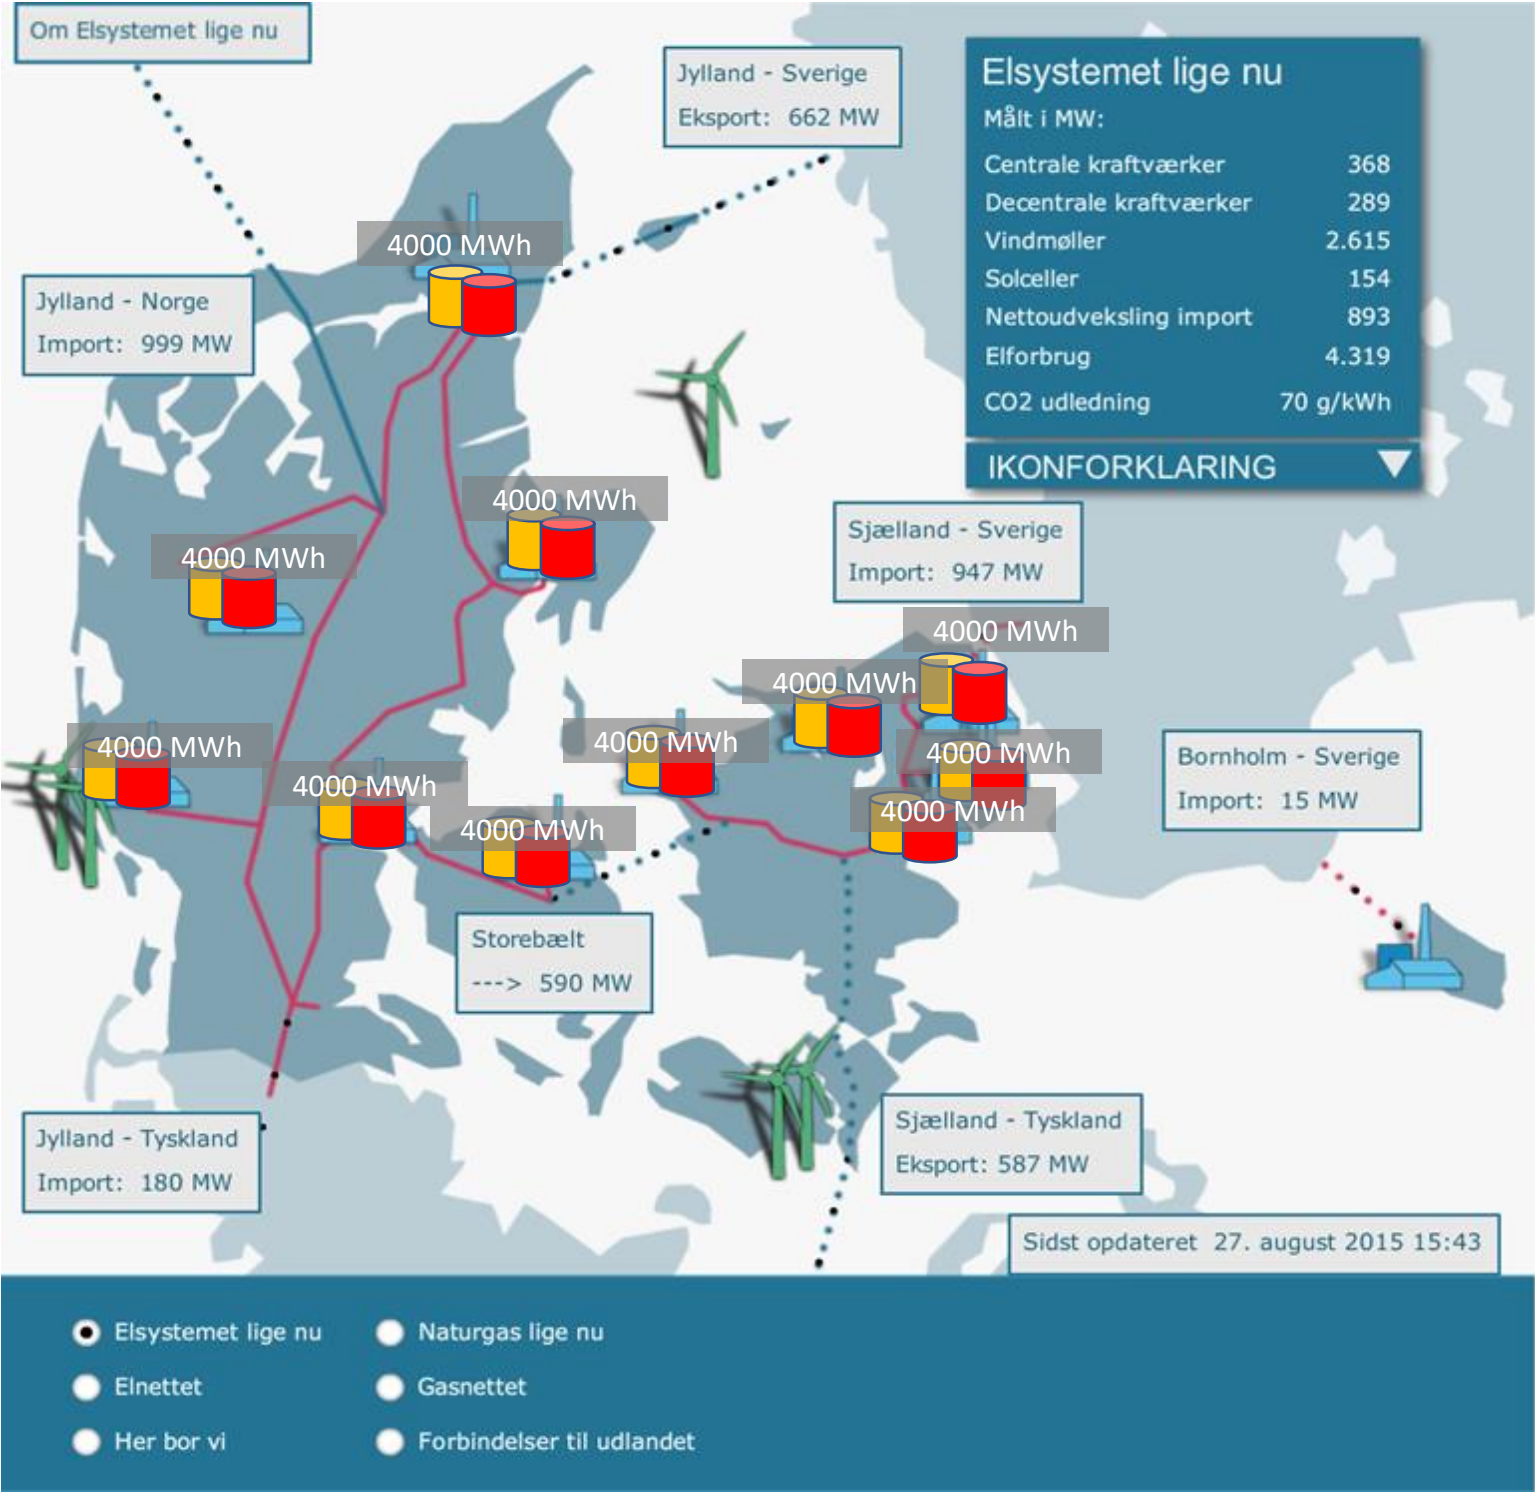 Om Elsystemet lige nu
Jylland - Sverige
Eksport: 662 MW
Elsystemet lige nu
Målt i MW:
Centrale kraftværker 368
Decentrale kraftværker 289
Vindmøller 2.615
Solceller 154
Nettoudveksling import 893
Elforbrug 4.319
CO2 udledning 70 g/kWh
IKONFORKLARING
4000 MWh
Jylland - Norge
Import: 999 MW
4000 MWh
4000 MWh
Sjælland - Sverige
Import: 947 MW
4000 MWh
4000 MWh
4000 MWh
4000 MWh
4000 MWh
4000 MWh
4000 MWh
4000 MWh
4000 MWh
Bornholm - Sverige
Import: 15 MW
Storebælt
---> 590 MW
Jylland - Tyskland
Import: 180 MW
Sjælland - Tyskland
Eksport: 587 MW
Sidst opdateret 27. august 2015 15:43
Elsystemet lige nu
Naturgas lige nu
Elnettet
Gasnettet
Her bor vi
Forbindelser til udlandet